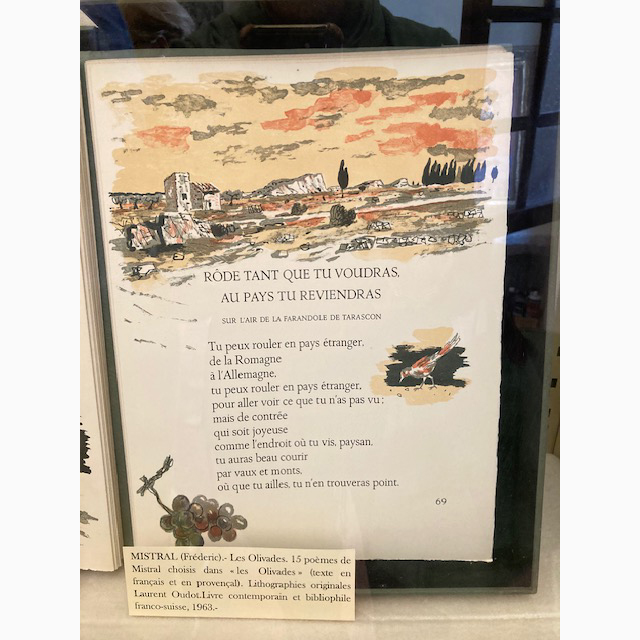 RÔDE TANT QUE TU VOUDRAS,
AU PAYS TU REVIENDRAS
SUR L'AIR DE LA FARANDOLE DE TARASCON
Tu peux rouler en pays étranger,
de la Romagne
à l'Allemagne,
tu peux rouler en pays étranger,
pour aller voir ce que tu n'as pas vu ;
mais de contrée
qui soit joyeuse
comme l'endroit où tu vis, paysan,
tu auras beau courir
par vaux et monts,
où que tu ailles, tu n'en trouveras point.
69
MISTRAL (Fréderic).- Les Olivades. 15 poèmes de
Mistral choisis dans « les Olivades » (texte en
français et en provençal). Lithographies originales
Laurent Oudot.Livre contemporain et bibliophile
franco-suisse, 1963.-